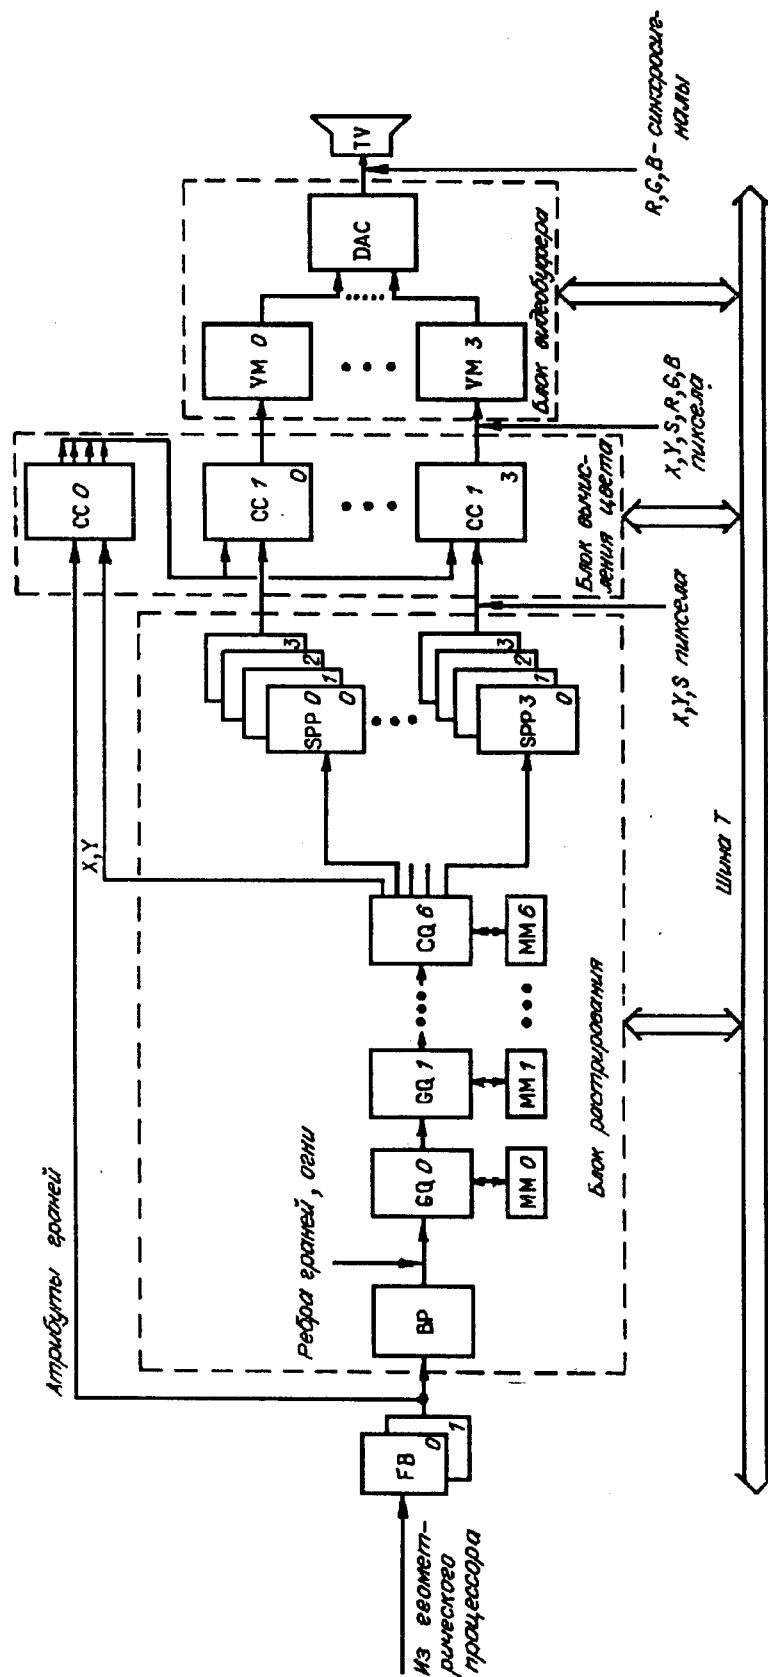 Из геомет-
рического
процессора
FB
0
1
Атрибуты граней
BP
Ребра граней, огни
GQ 0
GQ 1
CQ 6
MM 0
MM 1
MM 6
Блок растрирования
X,Y
SPP 0
0
1
2
3
SPP 3
0
1
2
3
X,Y,S пиксела
CC 0
CC 1
0
CC 1
3
Блок вычис-
ления цвета
X,Y,S,R,G,B
пиксела
VM 0
VM 3
DAC
Блок видеобуфера
TV
R,G,B-синхросиг-
налы
Шина Т